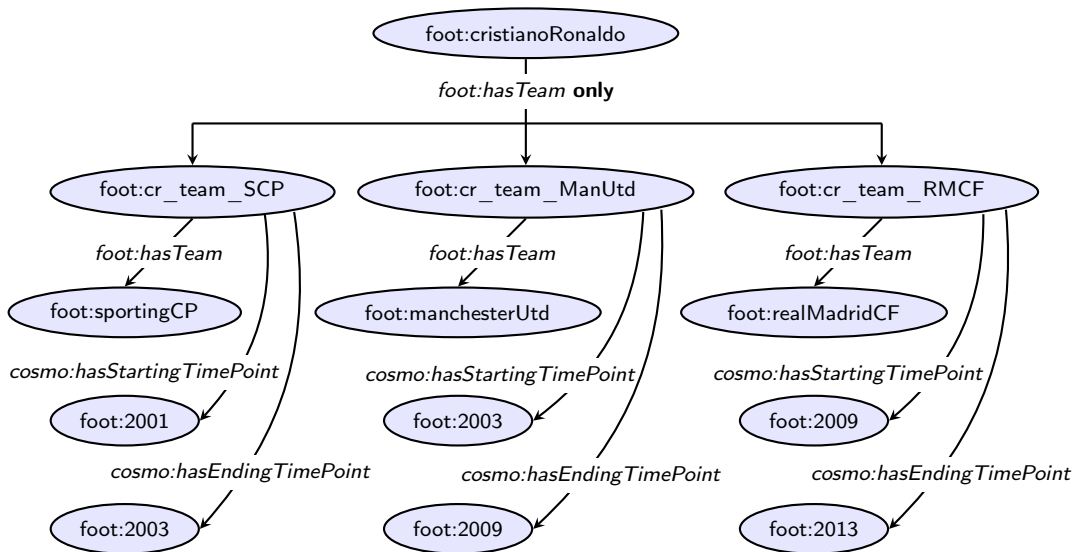 foot:cristianoRonaldo
foot:hasTeam only
foot:cr_team_SCP foot:cr_team_ManUtd foot:cr_team_RMCF
foot:hasTeam foot:hasTeam foot:hasTeam
foot:sportingCP foot:manchesterUtd foot:realMadridCF
cosmo:hasStartingTimePoint cosmo:hasStartingTimePoint cosmo:hasStartingTimePoint
foot:2001 foot:2003 foot:2009
cosmo:hasEndingTimePoint cosmo:hasEndingTimePoint cosmo:hasEndingTimePoint
foot:2003 foot:2009 foot:2013